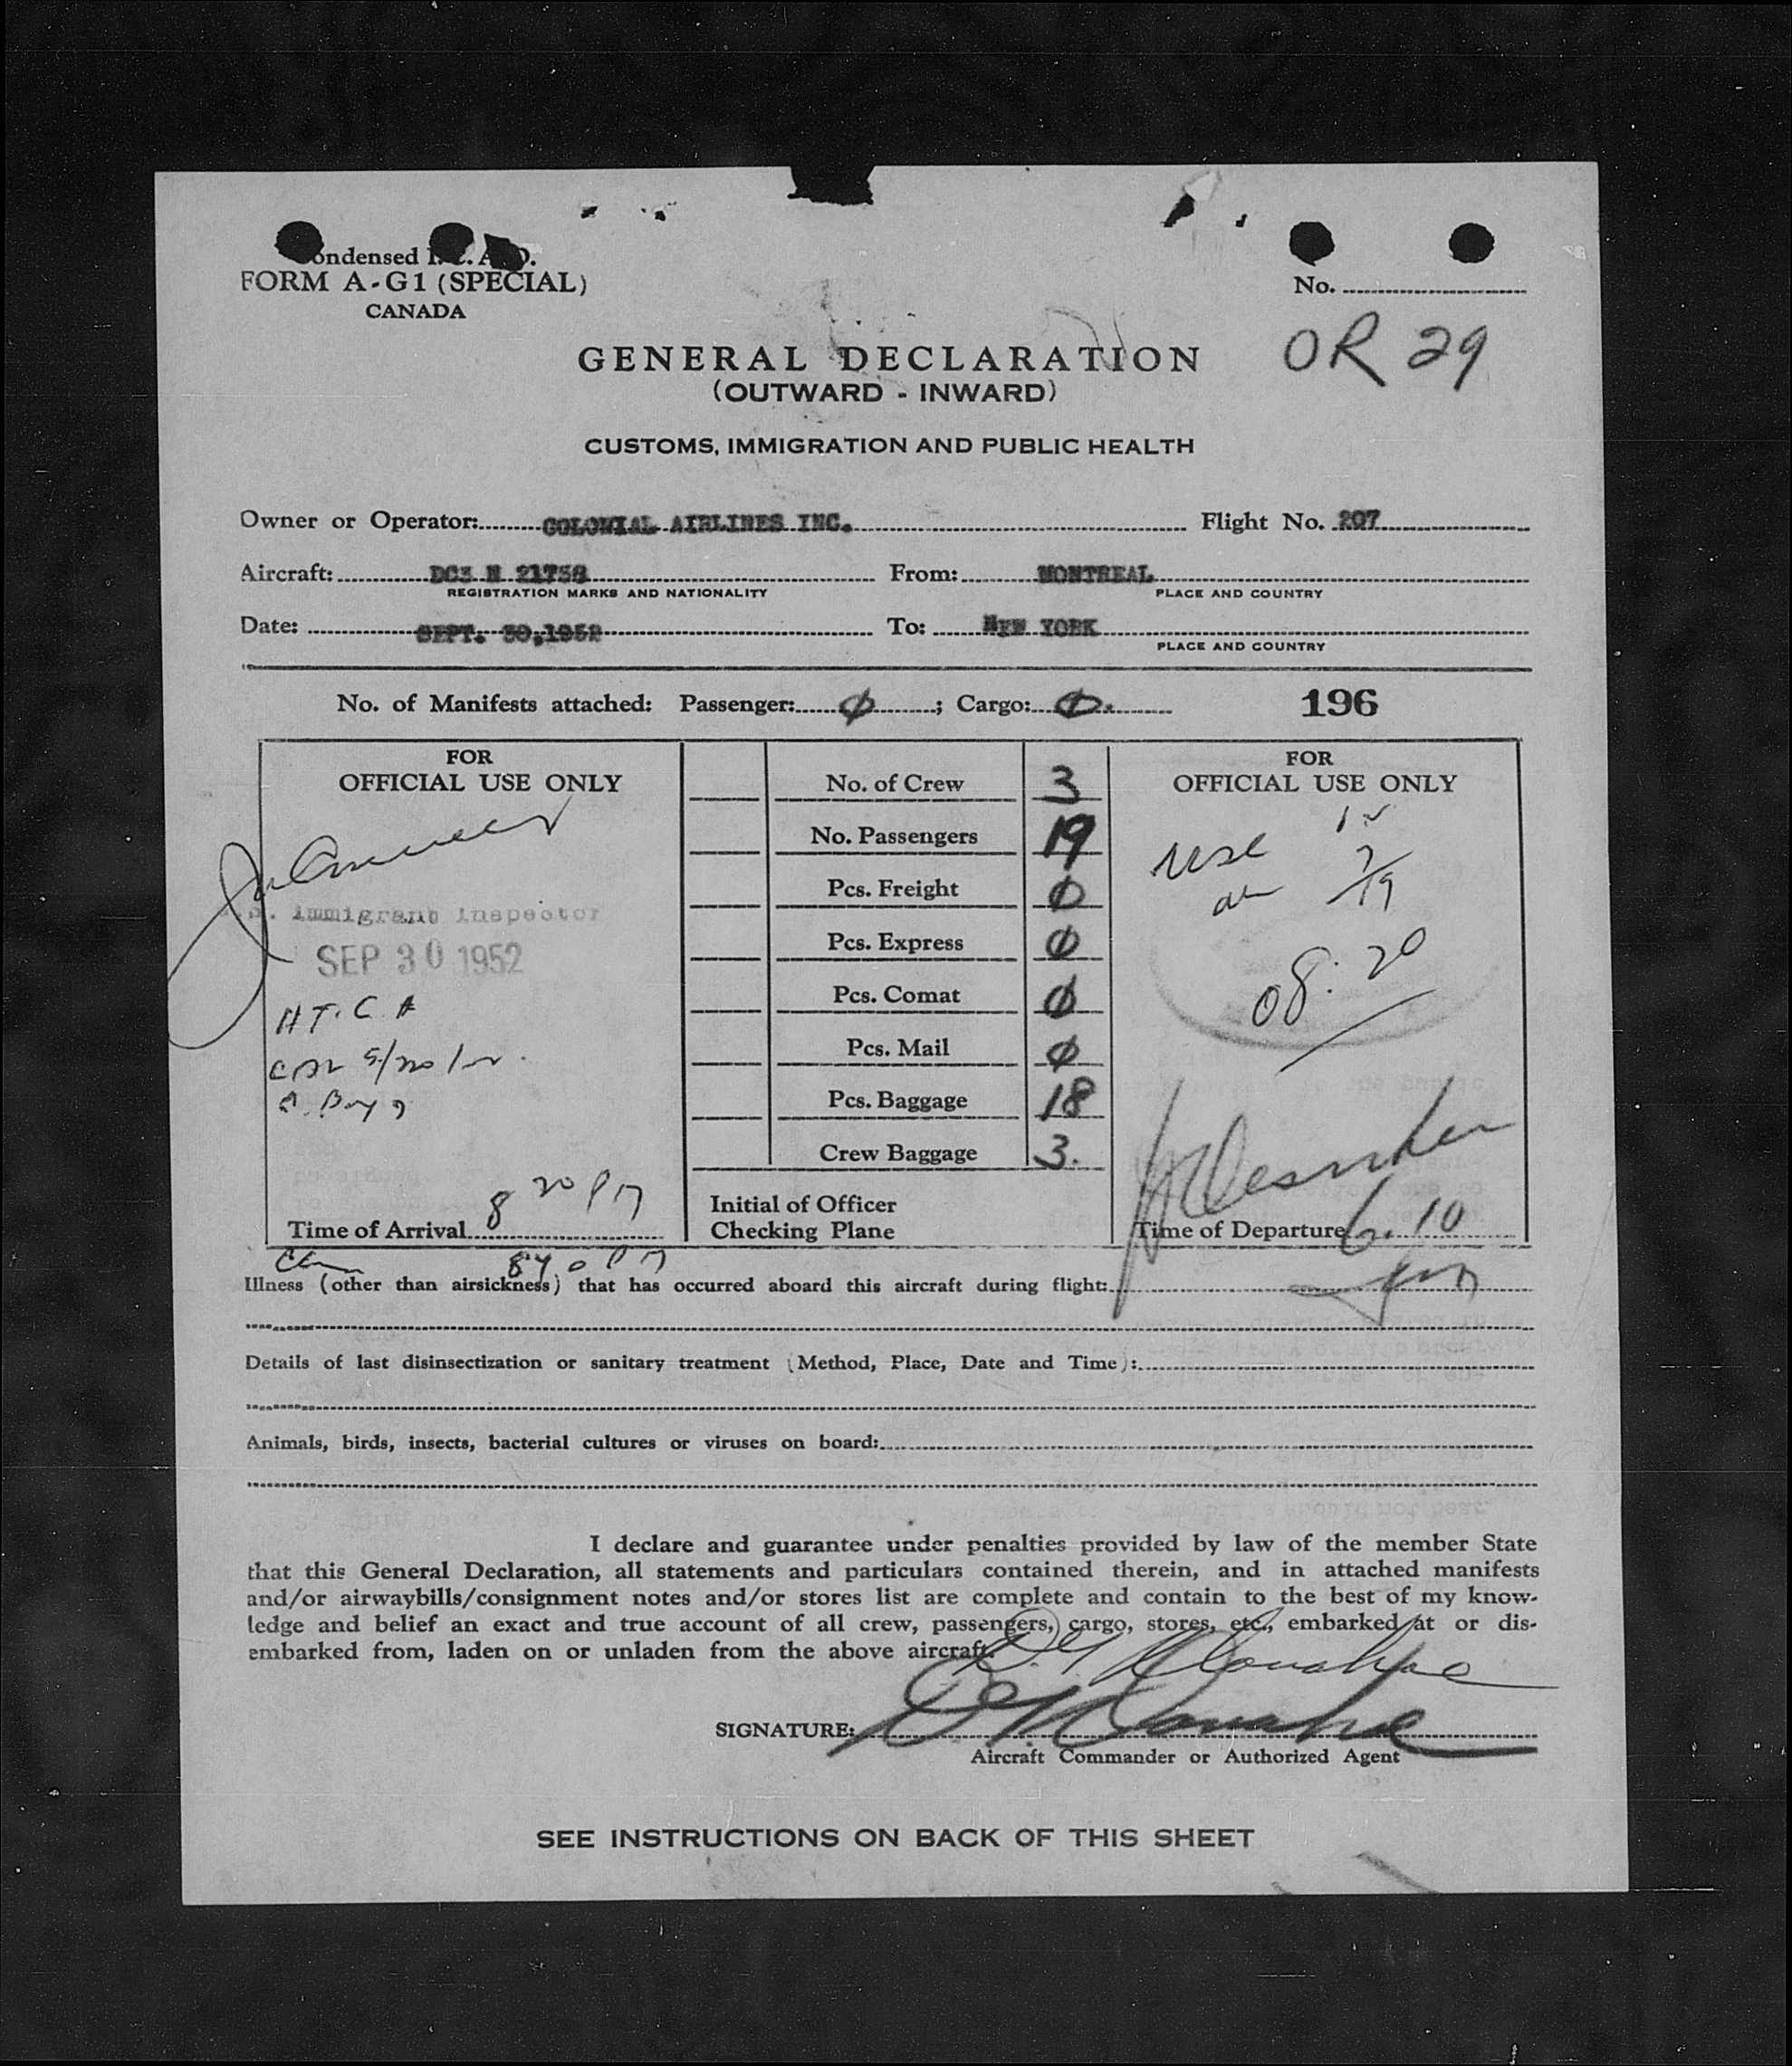 Condensed I.C.A.O.
FORM A-G1 (SPECIAL)
CANADA
No.
OR 29
GENERAL DECLARATION
(OUTWARD - INWARD)
CUSTOMS, IMMIGRATION AND PUBLIC HEALTH
Owner or Operator: COLONIAL AIRLINES INC. Flight No. 207
Aircraft: DC3 N 21758 From: MONTREAL
REGISTRATION MARKS AND NATIONALITY PLACE AND COUNTRY
Date: SEPT. 30,1952 To: NEW YORK
PLACE AND COUNTRY
No. of Manifests attached: Passenger: 0 ; Cargo: 0. 196
FOR
OFFICIAL USE ONLY
Immigrant Inspector
SEP 30 1952
Time of Arrival 8 20 PM
840 PM
No. of Crew 3
No. Passengers 19
Pcs. Freight 0
Pcs. Express 0
Pcs. Comat 0
Pcs. Mail 0
Pcs. Baggage 18
Crew Baggage 3.
Initial of Officer
Checking Plane
FOR
OFFICIAL USE ONLY
08:20
Time of Departure 6.10
Illness (other than airsickness) that has occurred aboard this aircraft during flight:
Details of last disinsectization or sanitary treatment (Method, Place, Date and Time):
Animals, birds, insects, bacterial cultures or viruses on board:
I declare and guarantee under penalties provided by law of the member State
that this General Declaration, all statements and particulars contained therein, and in attached manifests
and/or airwaybills/consignment notes and/or stores list are complete and contain to the best of my know-
ledge and belief an exact and true account of all crew, passengers, cargo, stores, etc., embarked at or dis-
embarked from, laden on or unladen from the above aircraft.
SIGNATURE:
Aircraft Commander or Authorized Agent
SEE INSTRUCTIONS ON BACK OF THIS SHEET